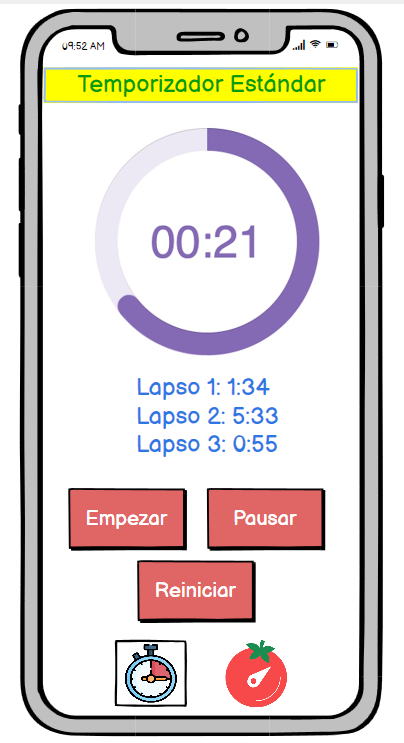 09:52 AM
Temporizador Estándar
00:21
Lapso 1: 1:34
Lapso 2: 5:33
Lapso 3: 0:55
Empezar
Pausar
Reiniciar